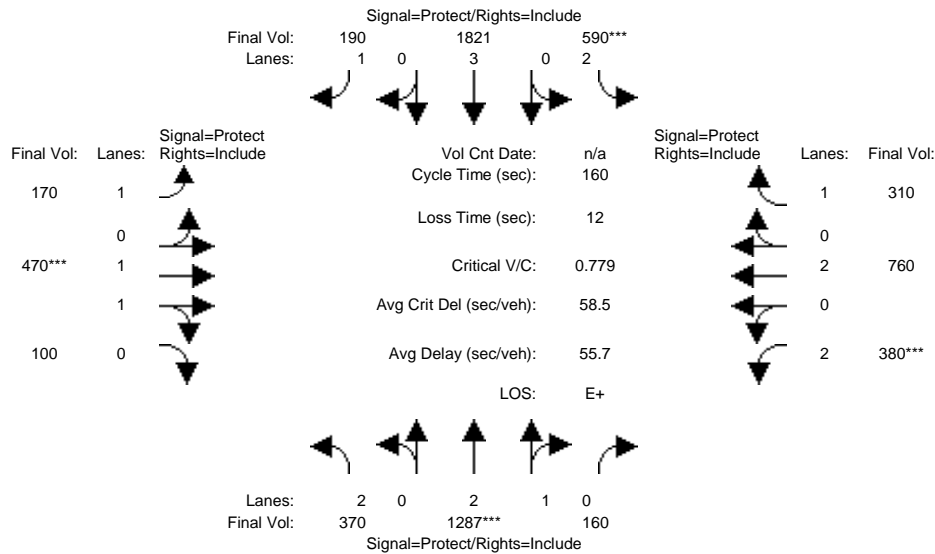 Signal=Protect/Rights=Include
Final Vol: 190 1821 590***
Lanes: 1 0 3 0 2
Signal=Protect Signal=Protect
Final Vol: Lanes: Rights=Include Vol Cnt Date: n/a Rights=Include Lanes: Final Vol:
Cycle Time (sec): 160
170 1 1 310
Loss Time (sec): 12
0 0
470*** 1 Critical V/C: 0.779 2 760
1 Avg Crit Del (sec/veh): 58.5 0
100 0 Avg Delay (sec/veh): 55.7 2 380***
LOS: E+
Lanes: 2 0 2 1 0
Final Vol: 370 1287*** 160
Signal=Protect/Rights=Include